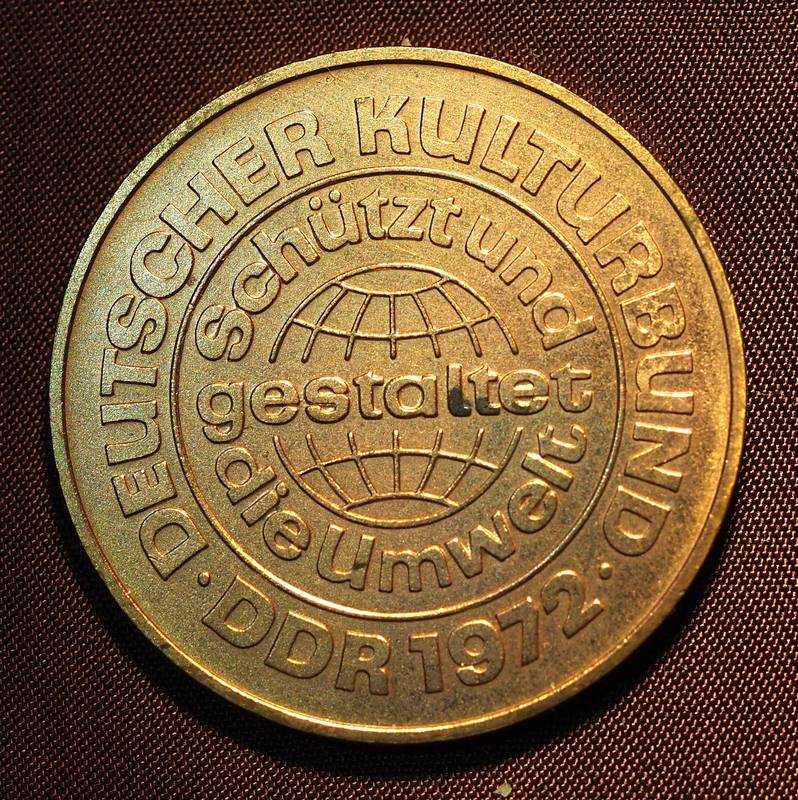 DEUTSCHER KULTURBUND
· DDR 1972 ·
Schützt und
gestaltet
die Umwelt